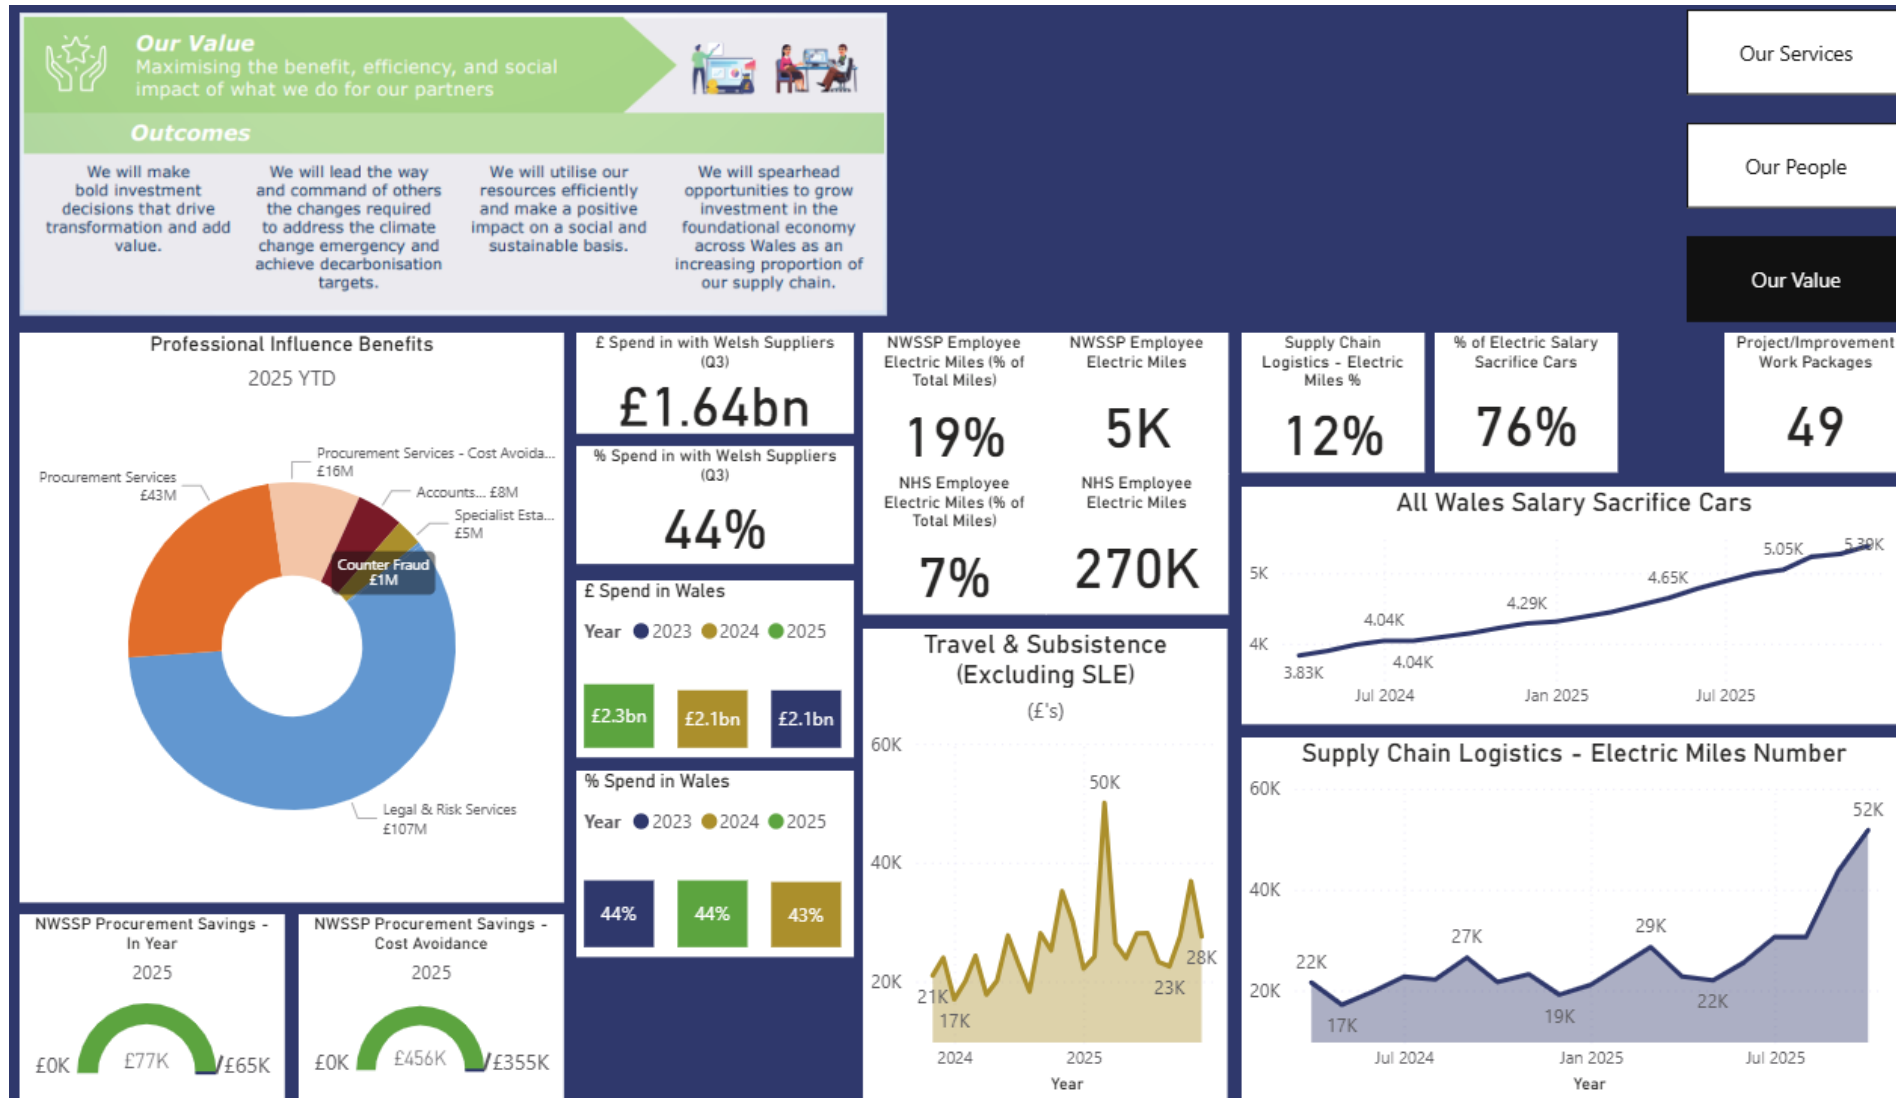 Our Value
Maximising the benefit, efficiency, and social
impact of what we do for our partners
Outcomes
We will make
bold investment
decisions that drive
transformation and add
value.
We will lead the way
and command of others
the changes required
to address the climate
change emergency and
achieve decarbonisation
targets.
We will utilise our
resources efficiently
and make a positive
impact on a social and
sustainable basis.
We will spearhead
opportunities to grow
investment in the
foundational economy
across Wales as an
increasing proportion of
our supply chain.
Our Services
Our People
Our Value
Professional Influence Benefits
2025 YTD
Procurement Services - Cost Avoida...
£16M
Procurement Services
£43M
Accounts... £8M
Specialist Esta...
£5M
Counter Fraud
£1M
Legal & Risk Services
£107M
NWSSP Procurement Savings -
In Year
2025
£0K
£77K
£65K
NWSSP Procurement Savings -
Cost Avoidance
2025
£0K
£456K
£355K
£ Spend in with Welsh Suppliers
(Q3)
£1.64bn
% Spend in with Welsh Suppliers
(Q3)
44%
£ Spend in Wales
Year 2023 2024 2025
£2.3bn £2.1bn £2.1bn
% Spend in Wales
Year 2023 2024 2025
44% 44% 43%
NWSSP Employee
Electric Miles (% of
Total Miles)
19%
NWSSP Employee
Electric Miles
5K
NHS Employee
Electric Miles (% of
Total Miles)
7%
NHS Employee
Electric Miles
270K
Travel & Subsistence
(Excluding SLE)
(£'s)
60K
50K
40K
20K
21K
17K
23K
28K
2024 2025
Year
Supply Chain
Logistics - Electric
Miles %
12%
% of Electric Salary
Sacrifice Cars
76%
Project/Improvement
Work Packages
49
All Wales Salary Sacrifice Cars
5K
4K
3.83K
4.04K
4.04K
4.29K
4.65K
5.05K
5.39K
Jul 2024 Jan 2025 Jul 2025
Supply Chain Logistics - Electric Miles Number
60K
40K
20K
22K
17K
27K
19K
29K
22K
52K
Jul 2024 Jan 2025 Jul 2025
Year